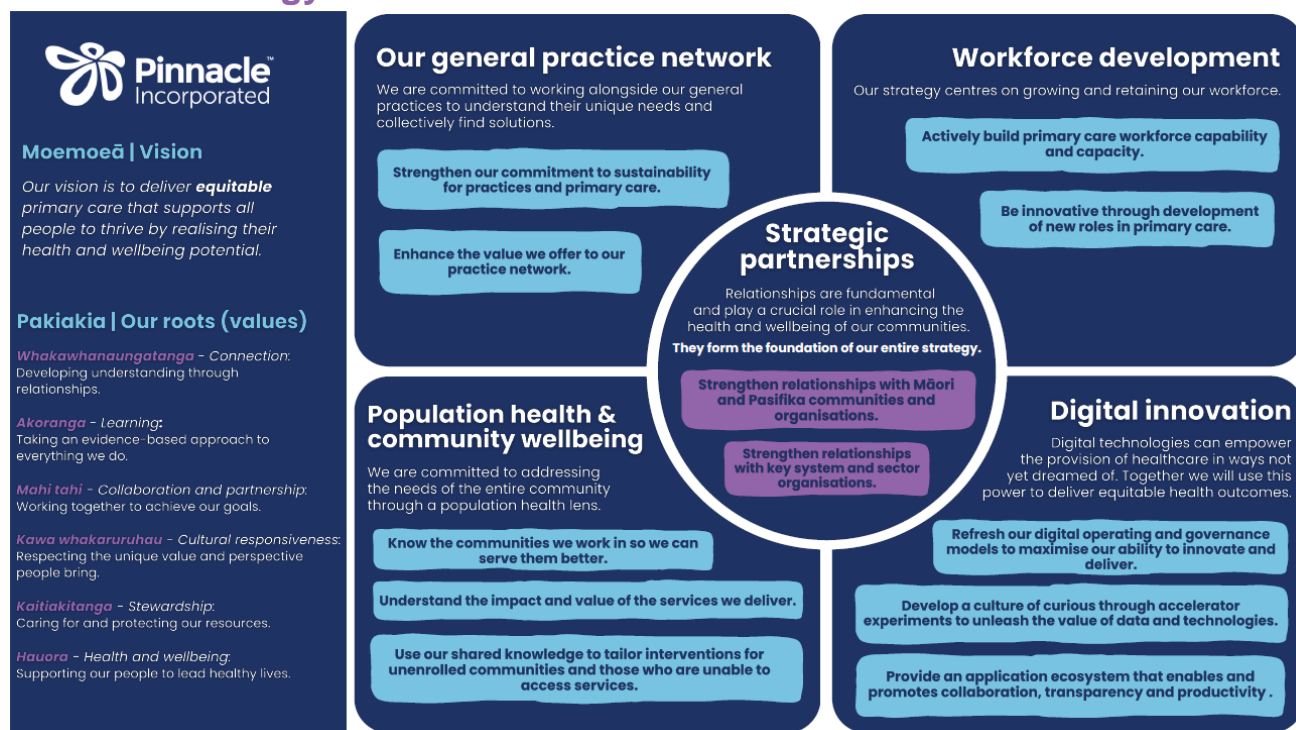 gy
Pinnacle™
Incorporated
Moemoeā | Vision
Our vision is to deliver equitable
primary care that supports all
people to thrive by realising their
health and wellbeing potential.
Pakiakia | Our roots (values)
Whakawhanaungatanga - Connection:
Developing understanding through
relationships.
Akoranga - Learning:
Taking an evidence-based approach to
everything we do.
Mahi tahi - Collaboration and partnership:
Working together to achieve our goals.
Kawa whakaruruhau - Cultural responsiveness:
Respecting the unique value and perspective
people bring.
Kaitiakitanga - Stewardship:
Caring for and protecting our resources.
Hauora - Health and wellbeing:
Supporting our people to lead healthy lives.
Our general practice network
We are committed to working alongside our general
practices to understand their unique needs and
collectively find solutions.
Strengthen our commitment to sustainability
for practices and primary care.
Enhance the value we offer to our
practice network.
Workforce development
Our strategy centres on growing and retaining our workforce.
Actively build primary care workforce capability
and capacity.
Be innovative through development
of new roles in primary care.
Strategic
partnerships
Relationships are fundamental
and play a crucial role in enhancing the
health and wellbeing of our communities.
They form the foundation of our entire strategy.
Strengthen relationships with Māori
and Pasifika communities and
organisations.
Strengthen relationships
with key system and sector
organisations.
Population health &
community wellbeing
We are committed to addressing
the needs of the entire community
through a population health lens.
Know the communities we work in so we can
serve them better.
Understand the impact and value of the services we deliver.
Use our shared knowledge to tailor interventions for
unenrolled communities and those who are unable to
access services.
Digital innovation
Digital technologies can empower
the provision of healthcare in ways not
yet dreamed of. Together we will use this
power to deliver equitable health outcomes.
Refresh our digital operating and governance
models to maximise our ability to innovate and
deliver.
Develop a culture of curious through accelerator
experiments to unleash the value of data and technologies.
Provide an application ecosystem that enables and
promotes collaboration, transparency and productivity .